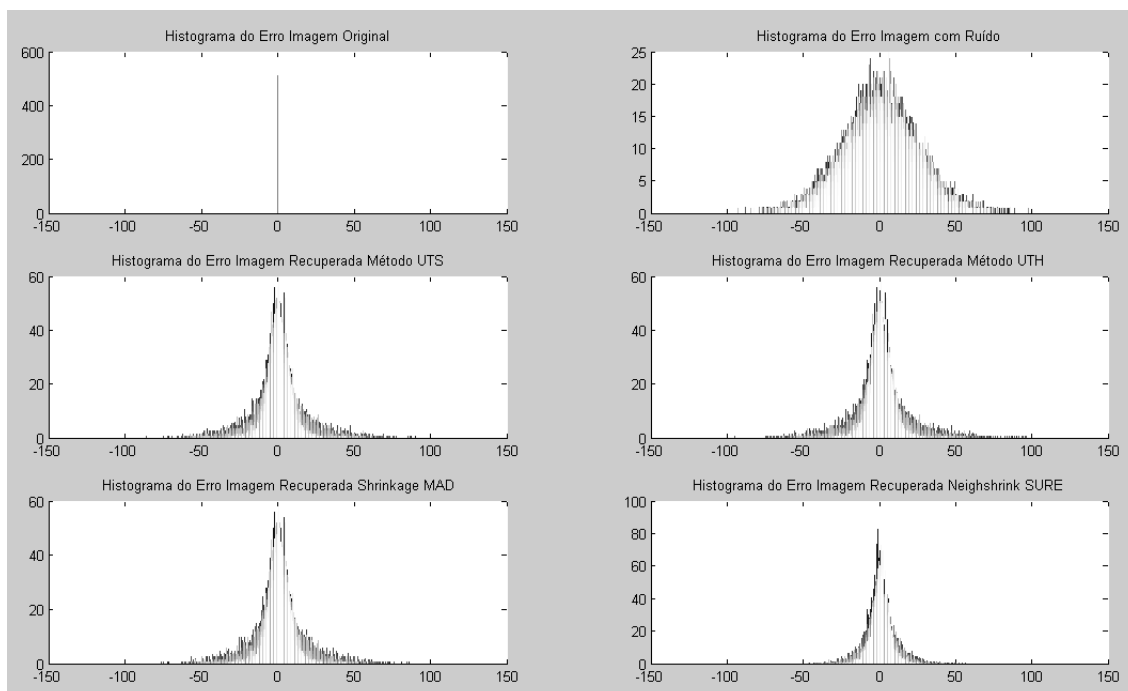 Histograma do Erro Imagem Original
600
400
200
0
-150 -100 -50 0 50 100 150
Histograma do Erro Imagem com Ruído
25
20
15
10
5
0
-150 -100 -50 0 50 100 150
Histograma do Erro Imagem Recuperada Método UTS
60
40
20
0
-150 -100 -50 0 50 100 150
Histograma do Erro Imagem Recuperada Método UTH
60
40
20
0
-150 -100 -50 0 50 100 150
Histograma do Erro Imagem Recuperada Shrinkage MAD
60
40
20
0
-150 -100 -50 0 50 100 150
Histograma do Erro Imagem Recuperada Neighshrink SURE
100
80
60
40
20
0
-150 -100 -50 0 50 100 150